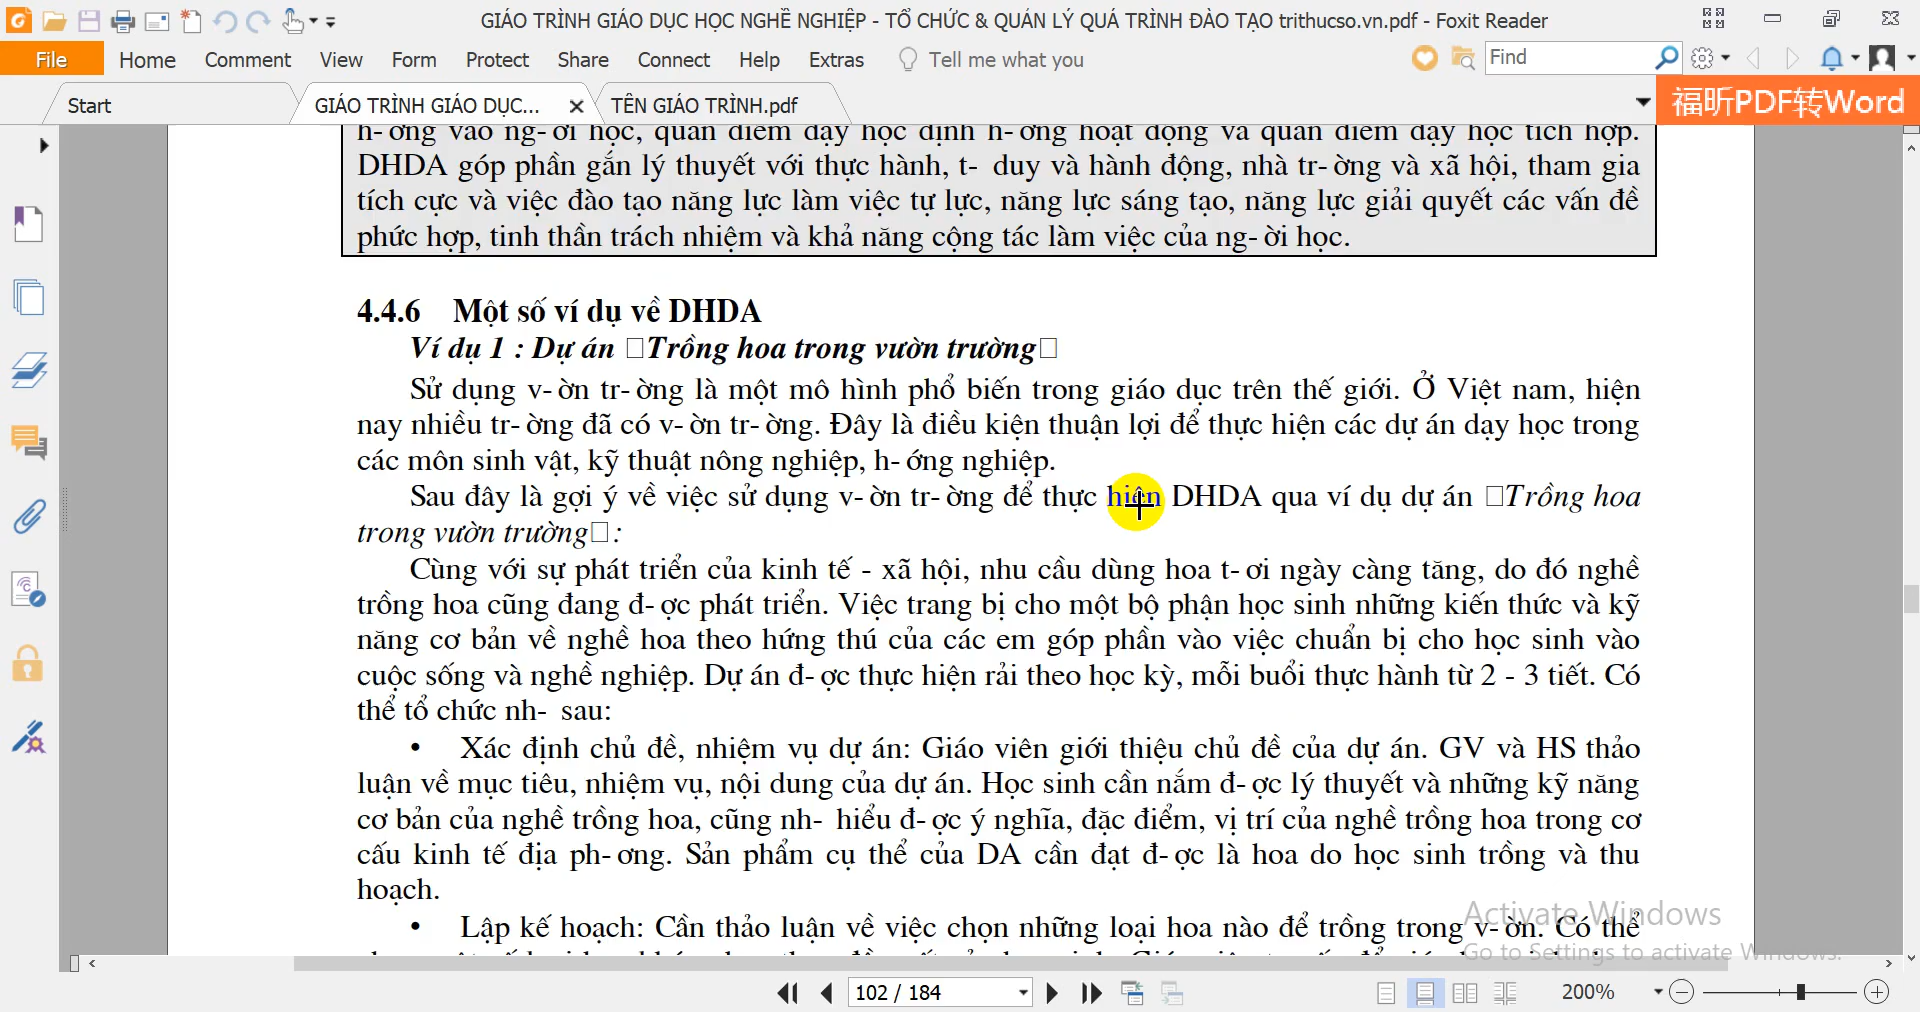 GIÁO TRÌNH GIÁO DỤC HỌC NGHỀ NGHIỆP - TỔ CHỨC & QUẢN LÝ QUÁ TRÌNH ĐÀO TẠO trithucso.vn.pdf - Foxit Reader
File Home Comment View Form Protect Share Connect Help Extras Tell me what you Find
Start GIÁO TRÌNH GIÁO DỤC... TÊN GIÁO TRÌNH.pdf 福昕PDF转Word
h-ớng vào ng-ời học, quan điểm dạy học định h-ớng hoạt động và quan điểm dạy học tích hợp.
DHDA góp phần gắn lý thuyết với thực hành, t- duy và hành động, nhà tr-ờng và xã hội, tham gia
tích cực và việc đào tạo năng lực làm việc tự lực, năng lực sáng tạo, năng lực giải quyết các vấn đề
phức hợp, tinh thần trách nhiệm và khả năng cộng tác làm việc của ng-ời học.
4.4.6 Một số ví dụ về DHDA
Ví dụ 1 : Dự án □Trồng hoa trong vườn trường□
Sử dụng v-ờn tr-ờng là một mô hình phổ biến trong giáo dục trên thế giới. Ở Việt nam, hiện
nay nhiều tr-ờng đã có v-ờn tr-ờng. Đây là điều kiện thuận lợi để thực hiện các dự án dạy học trong
các môn sinh vật, kỹ thuật nông nghiệp, h-ớng nghiệp.
Sau đây là gợi ý về việc sử dụng v-ờn tr-ờng để thực hiện DHDA qua ví dụ dự án □Trồng hoa
trong vườn trường□:
Cùng với sự phát triển của kinh tế - xã hội, nhu cầu dùng hoa t-ơi ngày càng tăng, do đó nghề
trồng hoa cũng đang đ-ợc phát triển. Việc trang bị cho một bộ phận học sinh những kiến thức và kỹ
năng cơ bản về nghề hoa theo hứng thú của các em góp phần vào việc chuẩn bị cho học sinh vào
cuộc sống và nghề nghiệp. Dự án đ-ợc thực hiện rải theo học kỳ, mỗi buổi thực hành từ 2 - 3 tiết. Có
thể tổ chức nh- sau:
• Xác định chủ đề, nhiệm vụ dự án: Giáo viên giới thiệu chủ đề của dự án. GV và HS thảo
luận về mục tiêu, nhiệm vụ, nội dung của dự án. Học sinh cần nắm đ-ợc lý thuyết và những kỹ năng
cơ bản của nghề trồng hoa, cũng nh- hiểu đ-ợc ý nghĩa, đặc điểm, vị trí của nghề trồng hoa trong cơ
cấu kinh tế địa ph-ơng. Sản phẩm cụ thể của DA cần đạt đ-ợc là hoa do học sinh trồng và thu
hoạch.
• Lập kế hoạch: Cần thảo luận về việc chọn những loại hoa nào để trồng trong v-ờn. Có thể
Activate Windows
Go to Settings to activate Windows.
102 / 184 200%